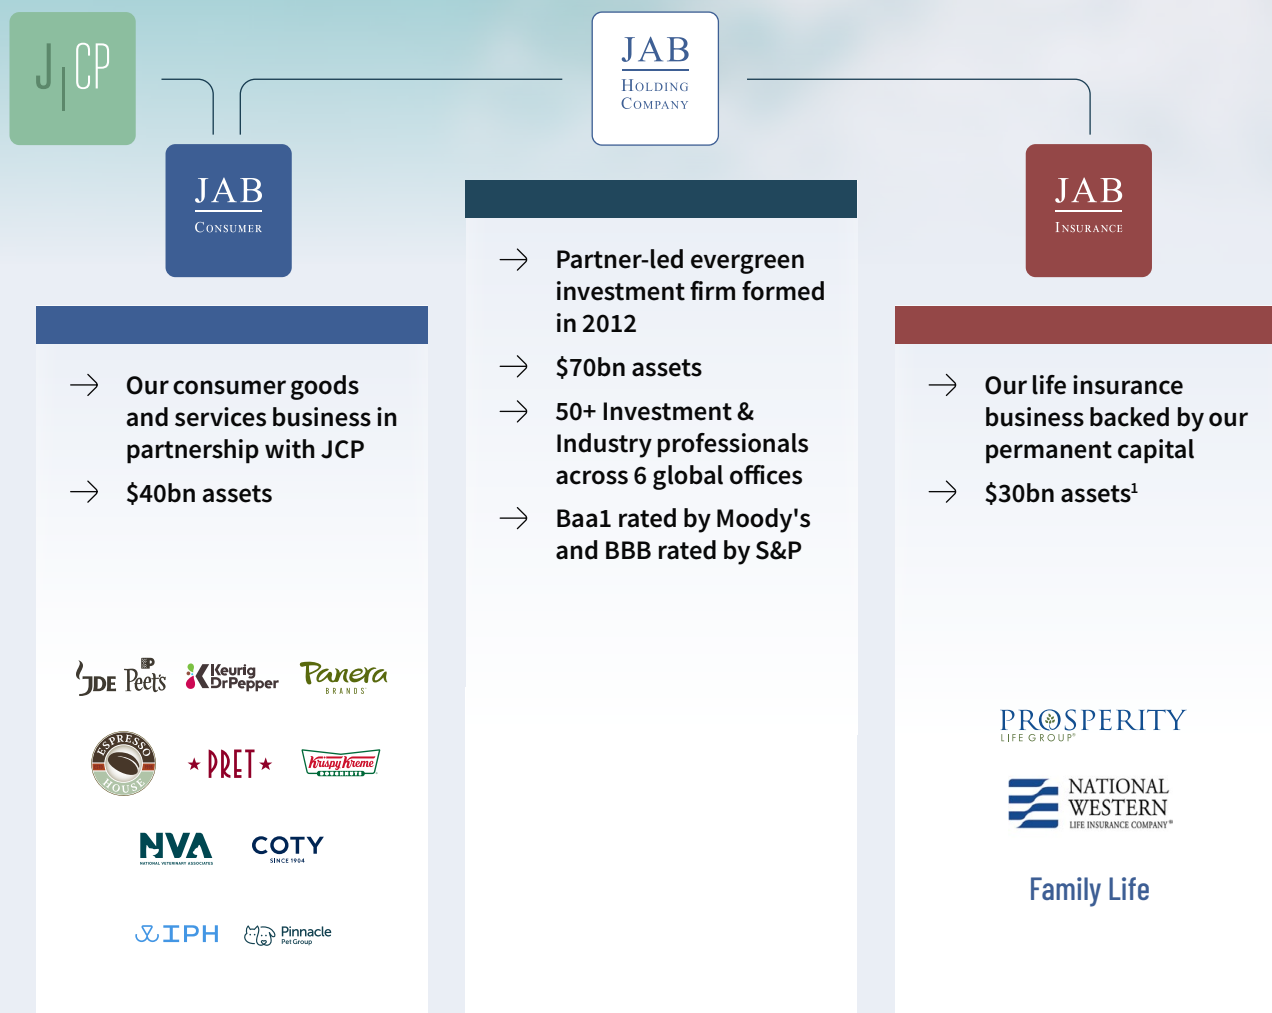 J|CP
JAB
HOLDING
COMPANY
JAB
CONSUMER
JAB
INSURANCE
Our consumer goods
and services business in
partnership with JCP
$40bn assets
JDE Peet's
Keurig
DrPepper
Panera
BRANDS
ESPRESSO
HOUSE
PRET
Krispy Kreme
DOUGHNUTS
NVA
NATIONAL VETERINARY ASSOCIATES
COTY
SINCE 1904
IPH
Pinnacle
Pet Group
Partner-led evergreen
investment firm formed
in 2012
$70bn assets
50+ Investment &
Industry professionals
across 6 global offices
Baa1 rated by Moody's
and BBB rated by S&P
Our life insurance
business backed by our
permanent capital
$30bn assets¹
PROSPERITY
LIFE GROUP®
NATIONAL
WESTERN
LIFE INSURANCE COMPANY®
Family Life